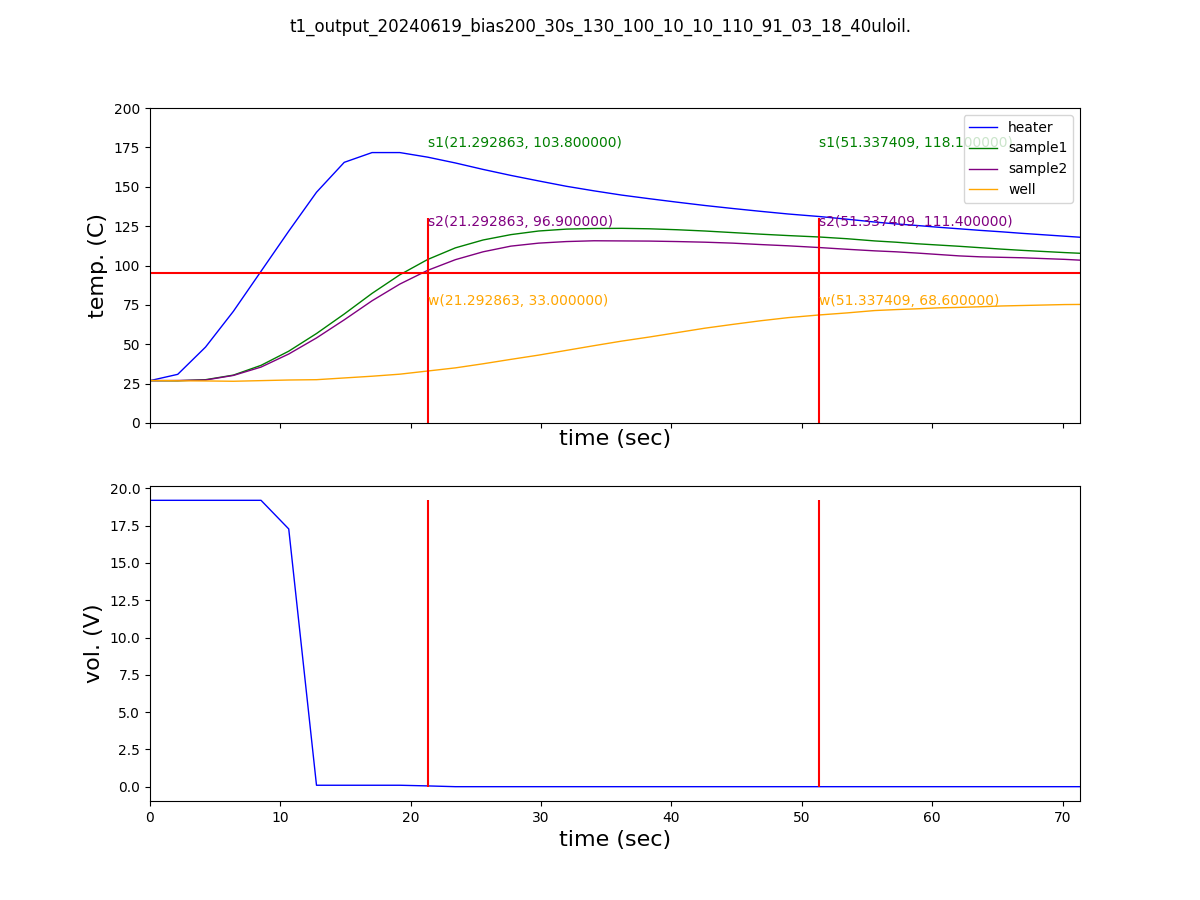 t1_output_20240619_bias200_30s_130_100_10_10_110_91_03_18_40uloil.
200
175
150
125
100
75
50
25
0
temp. (C)
s1(21.292863, 103.800000)
s1(51.337409, 118.100000)
s2(21.292863, 96.900000)
s2(51.337409, 111.400000)
w(21.292863, 33.000000)
w(51.337409, 68.600000)
heater
sample1
sample2
well
time (sec)
20.0
17.5
15.0
12.5
10.0
7.5
5.0
2.5
0.0
vol. (V)
0 10 20 30 40 50 60 70
time (sec)